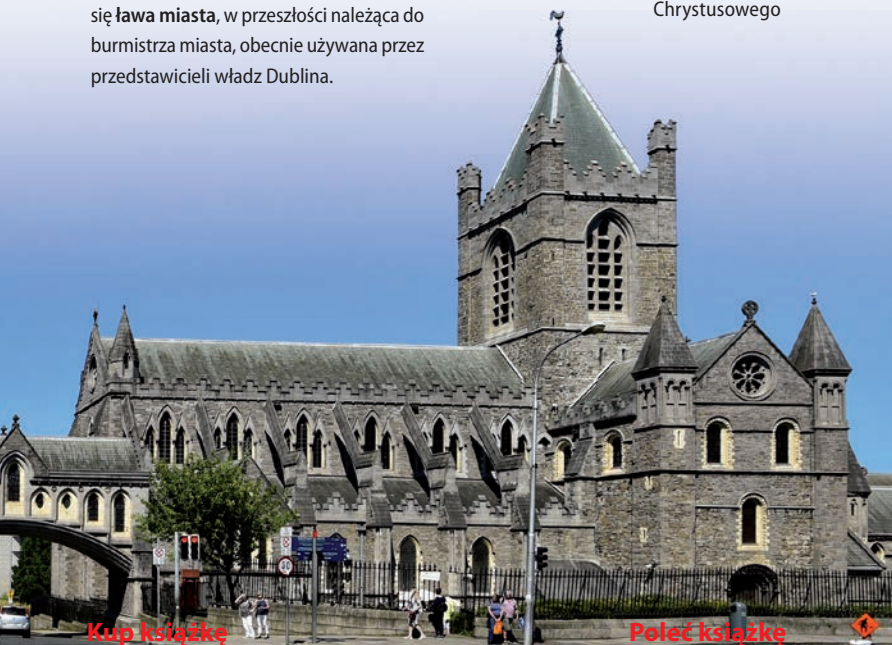 się ława miasta, w przeszłości należąca do
burmistrza miasta, obecnie używana przez
przedstawicieli władz Dublina.
Chrystusowego
30
Kup książkę
Poleć książkę